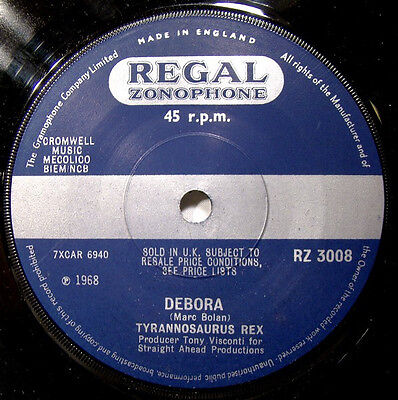 MADE IN ENGLAND
The Gramophone Company Limited
All rights of the Manufacturer and of
the Owner of the recorded work reserved. Unauthorised public performance, broadcasting and copying of this record prohibited
REGAL
ZONOPHONE
45 r.p.m.
CROMWELL
MUSIC
MECOLICO
BIEM/NCB
7XCAR 6940
SOLD IN U.K. SUBJECT TO
RESALE PRICE CONDITIONS,
SEE PRICE LISTS
RZ 3008
℗ 1968
DEBORA
(Marc Bolan)
TYRANNOSAURUS REX
Producer Tony Visconti for
Straight Ahead Productions